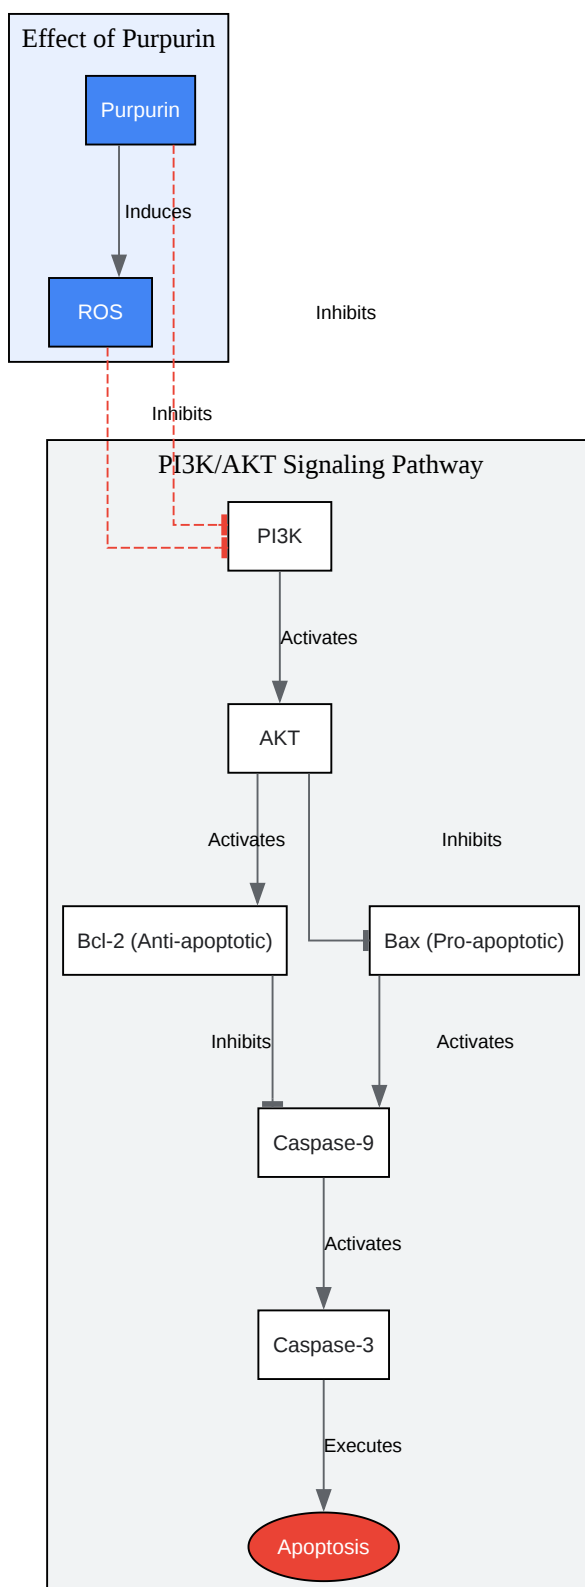 Effect of Purpurin
Purpurin
Induces
ROS
Inhibits
Inhibits
PI3K/AKT Signaling Pathway
PI3K
Activates
AKT
Activates
Inhibits
Bcl-2 (Anti-apoptotic)
Bax (Pro-apoptotic)
Inhibits
Activates
Caspase-9
Activates
Caspase-3
Executes
Apoptosis